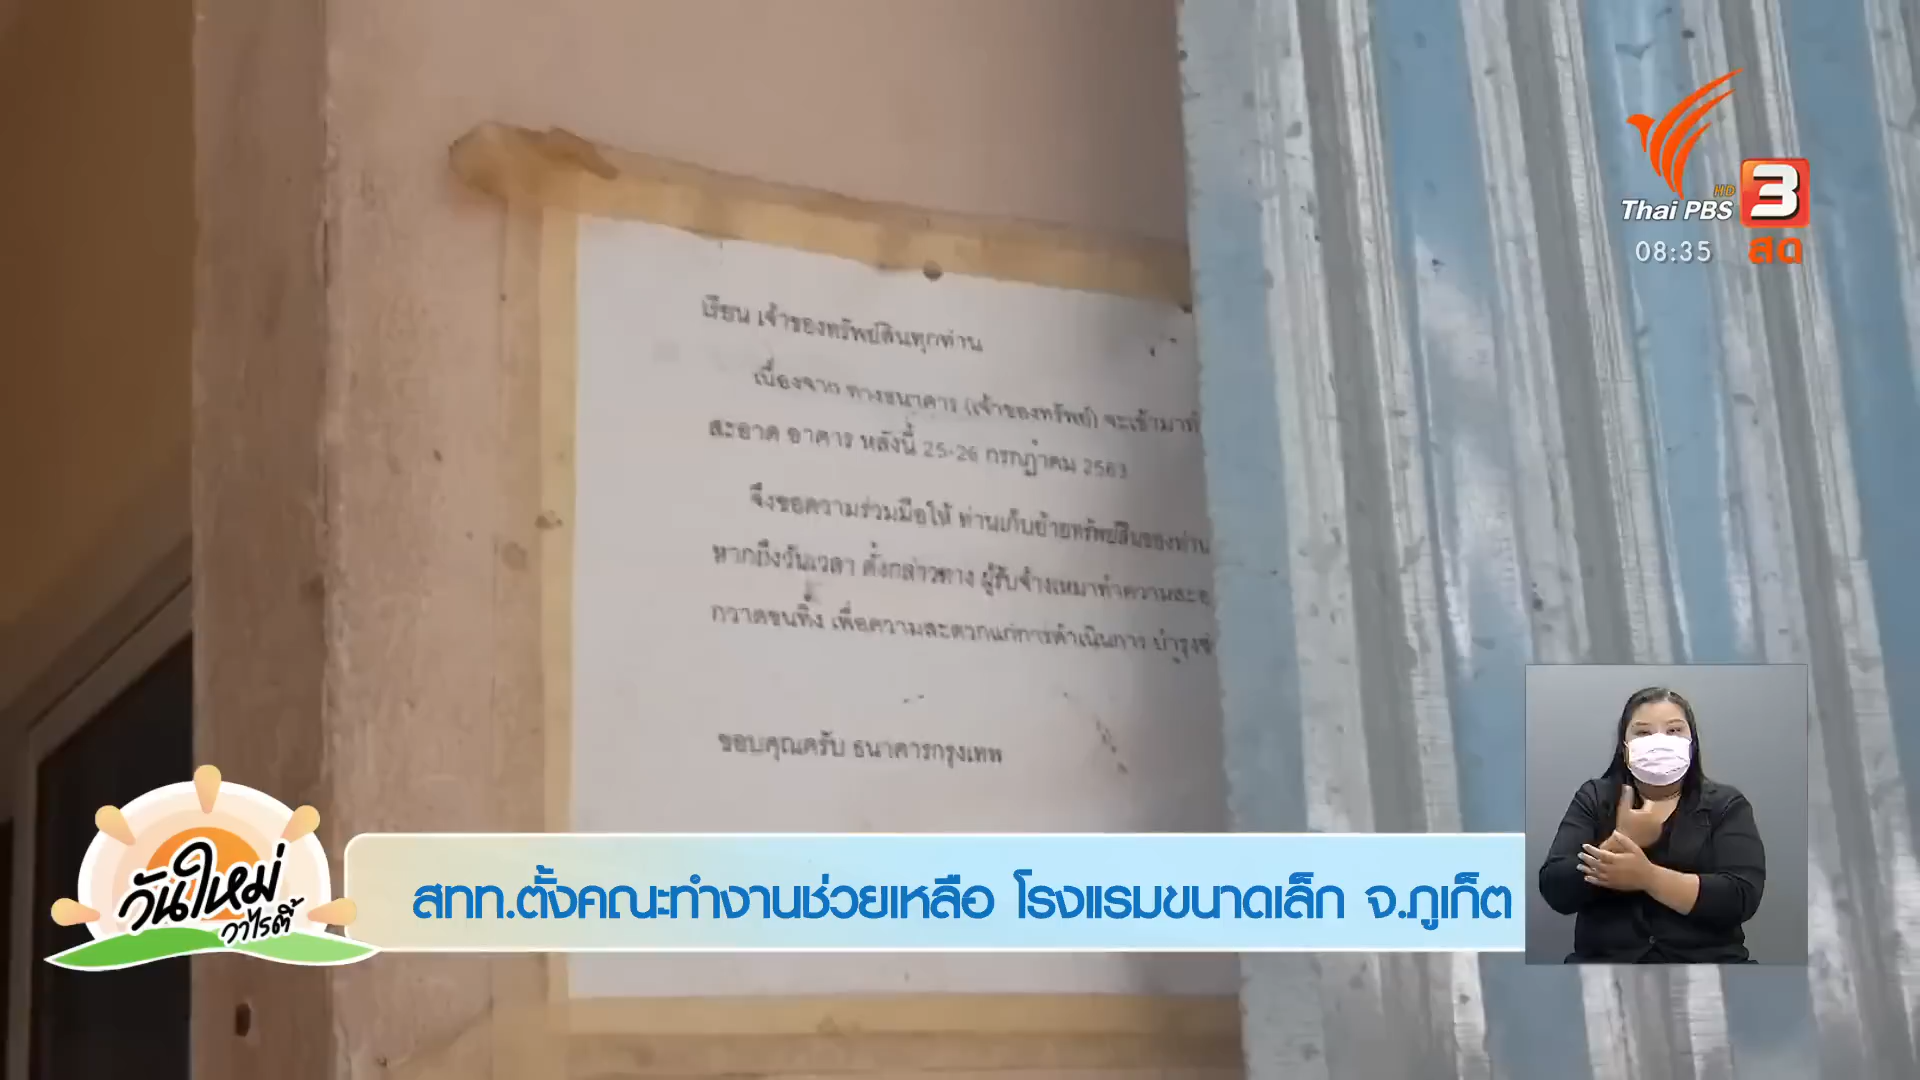 HD
Thai PBS 3
08:35 สด
เรียน เจ้าของทรัพย์สินทุกท่าน
เนื่องจาก ทางธนาคาร (เจ้าของทรัพย์) จะเข้ามาทำ
สะอาด อาคาร หลังนี้ 25-26 กรกฎาคม 2563
จึงขอความร่วมมือให้ ท่านเก็บย้ายทรัพย์สินของท่าน
หากถึงวันเวลา ดั้งกล่าวทาง ผู้รับจ้างเหมาทำความสะอ
กวาดขนทิ้ง เพื่อความสะดวกแก่การดำเนินการ บำรุงซ่
ขอบคุณครับ ธนาคารกรุงเทพ
วันใหม่
วาไรตี้
สทท.ตั้งคณะทำงานช่วยเหลือ โรงแรมขนาดเล็ก จ.ภูเก็ต